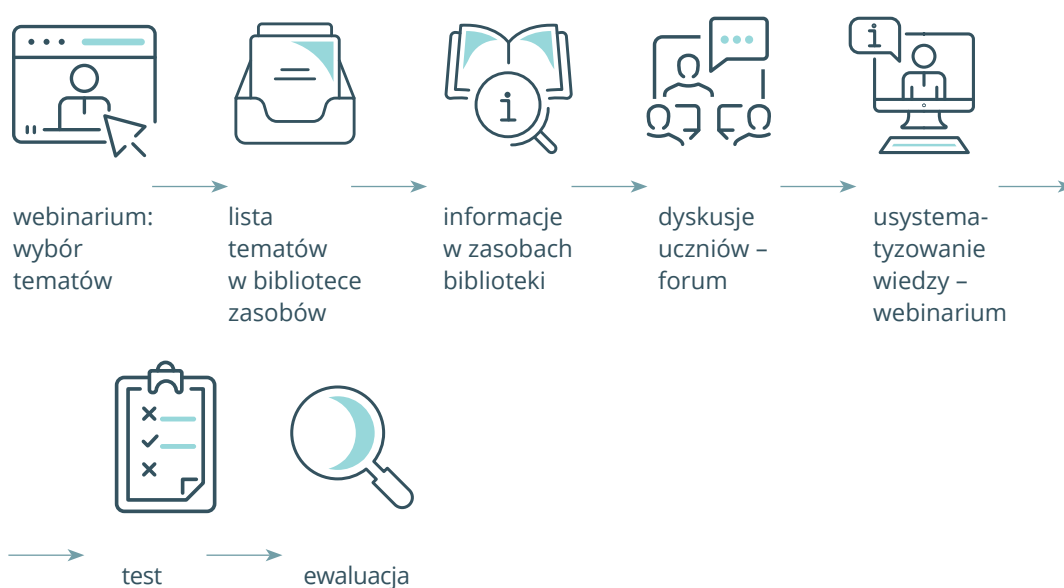 webinarium:
wybór
tematów
lista
tematów
w bibliotece
zasobów
informacje
w zasobach
biblioteki
dyskusje
uczniów –
forum
usystema-
tyzowanie
wiedzy –
webinarium
test
ewaluacja